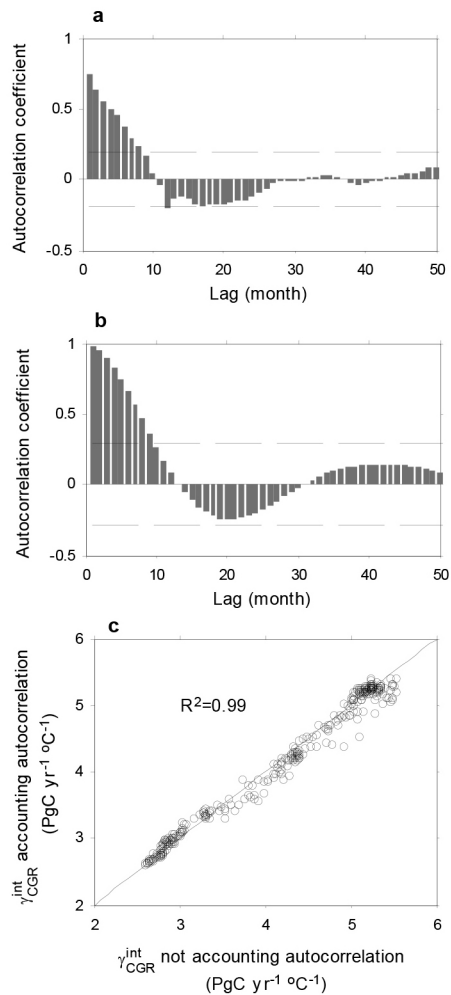 a
1
0.5
0
-0.5
Autocorrelation coefficient
0 10 20 30 40 50
Lag (month)
b
1
0.5
0
-0.5
Autocorrelation coefficient
0 10 20 30 40 50
Lag (month)
c
6
5
4
3
2
R²=0.99
γ^int_CGR accounting autocorrelation
(PgC yr⁻¹ ºC⁻¹)
2 3 4 5 6
γ^int_CGR not accounting autocorrelation
(PgC yr⁻¹ ºC⁻¹)